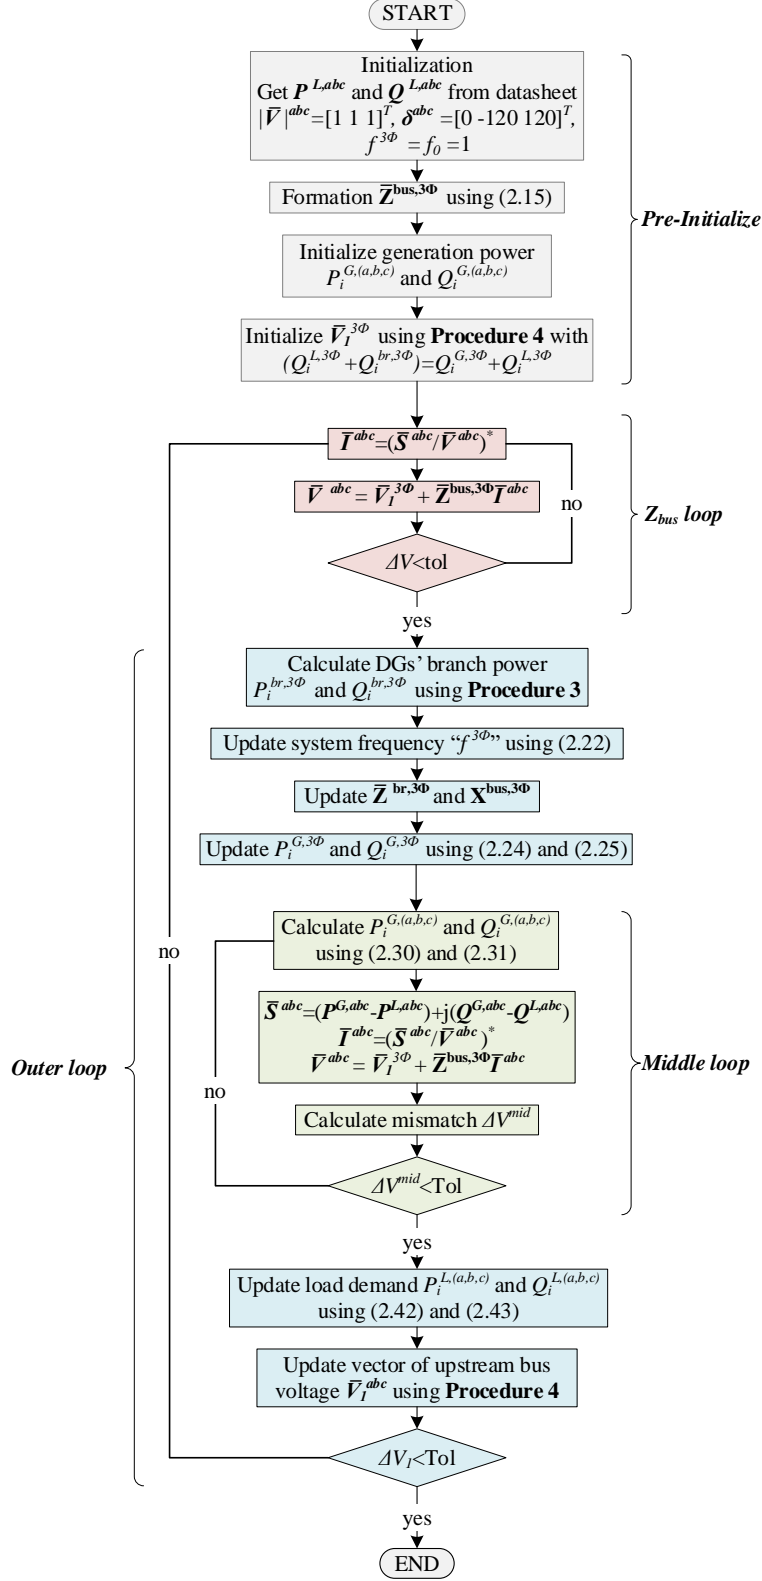 START
Initialization
Get P^{L,abc} and Q^{L,abc} from datasheet
|V̄|^{abc}=[1 1 1]^T, δ^{abc} =[0 -120 120]^T,
f^{3Φ} = f_0 =1
Formation Z̄^{bus,3Φ} using (2.15)
Initialize generation power
P_i^{G,(a,b,c)} and Q_i^{G,(a,b,c)}
Initialize V̄_I^{3Φ} using Procedure 4 with
(Q_i^{L,3Φ}+Q_i^{br,3Φ})=Q_i^{G,3Φ}+Q_i^{L,3Φ}
Pre-Initialize
Ī^{abc}=(S̄^{abc}/V̄^{abc})^*
V̄^{abc} = V̄_I^{3Φ} + Z̄^{bus,3Φ}Ī^{abc}
no
Z_{bus} loop
ΔV<tol
yes
Calculate DGs’ branch power
P_i^{br,3Φ} and Q_i^{br,3Φ} using Procedure 3
Update system frequency “f^{3Φ}” using (2.22)
Update Z̄^{br,3Φ} and X^{bus,3Φ}
Update P_i^{G,3Φ} and Q_i^{G,3Φ} using (2.24) and (2.25)
Calculate P_i^{G,(a,b,c)} and Q_i^{G,(a,b,c)}
using (2.30) and (2.31)
no
S̄^{abc}=(P^{G,abc}-P^{L,abc})+j(Q^{G,abc}-Q^{L,abc})
Ī^{abc}=(S̄^{abc}/V̄^{abc})^*
V̄^{abc}= V̄_I^{3Φ} + Z̄^{bus,3Φ}Ī^{abc}
Outer loop
Middle loop
no
Calculate mismatch ΔV^{mid}
ΔV^{mid}<Tol
yes
Update load demand P_i^{L,(a,b,c)} and Q_i^{L,(a,b,c)}
using (2.42) and (2.43)
Update vector of upstream bus
voltage V̄_I^{abc} using Procedure 4
ΔV_I<Tol
yes
END